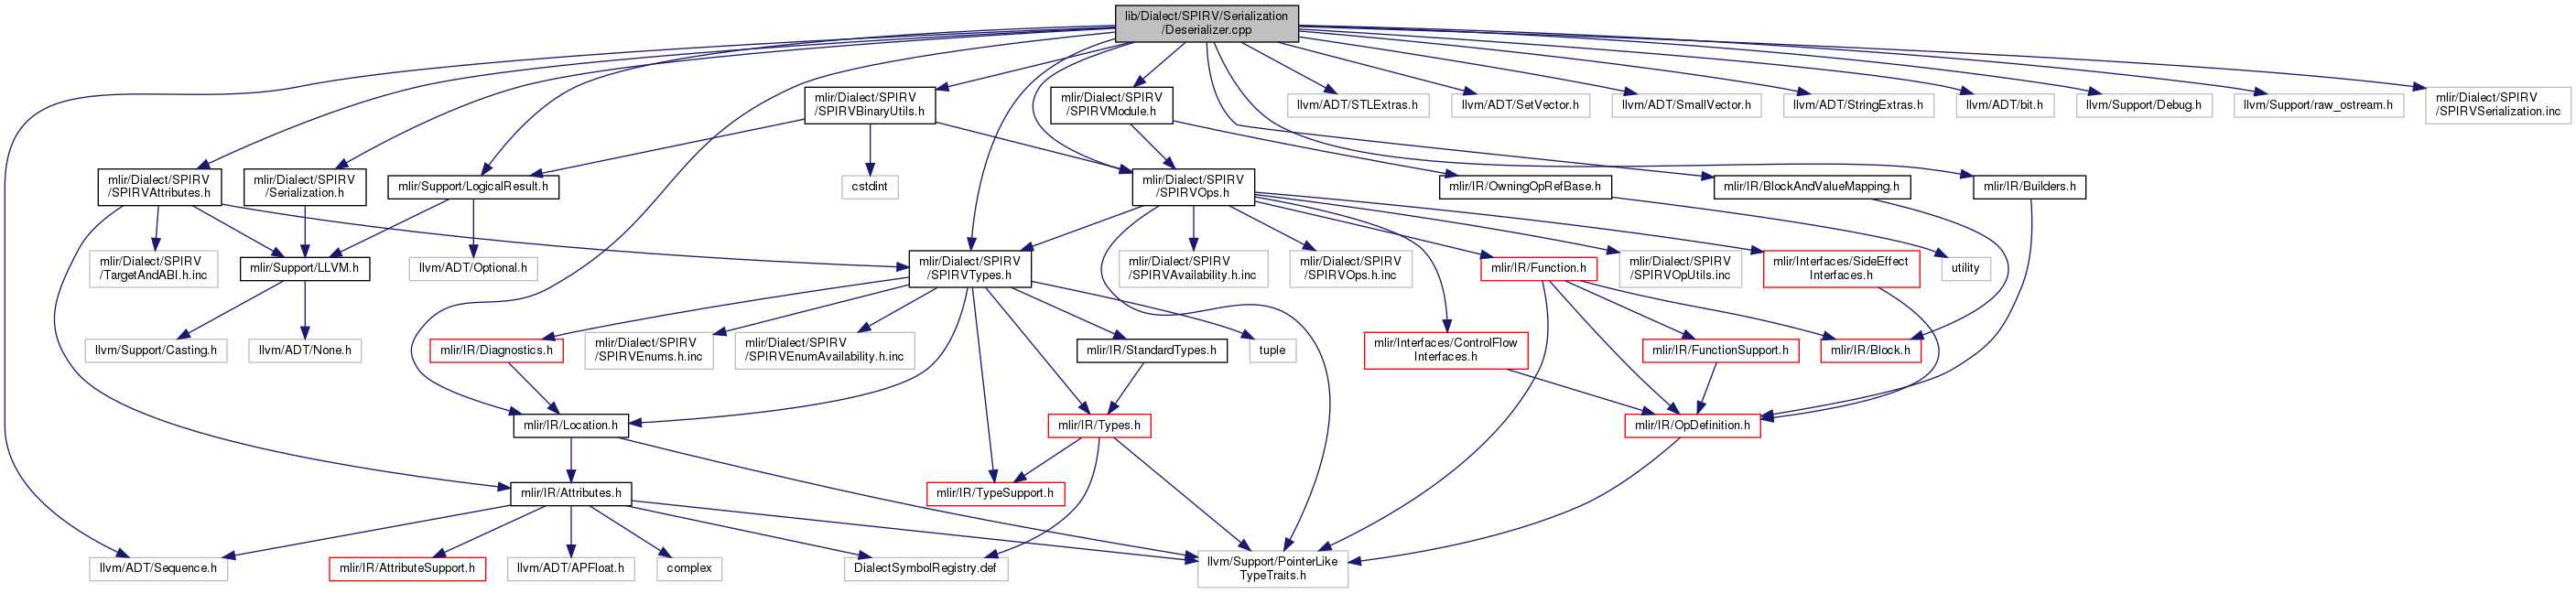 lib/Dialect/SPIRV/Serialization
/Deserializer.cpp
mlir/Dialect/SPIRV
/SPIRVBinaryUtils.h
mlir/Dialect/SPIRV
/SPIRVModule.h
llvm/ADT/STLExtras.h
llvm/ADT/SetVector.h
llvm/ADT/SmallVector.h
llvm/ADT/StringExtras.h
llvm/ADT/bit.h
llvm/Support/Debug.h
llvm/Support/raw_ostream.h
mlir/Dialect/SPIRV
/SPIRVSerialization.inc
mlir/Dialect/SPIRV
/SPIRVAttributes.h
mlir/Dialect/SPIRV
/Serialization.h
mlir/Support/LogicalResult.h
cstdint
mlir/Dialect/SPIRV
/SPIRVOps.h
mlir/IR/OwningOpRefBase.h
mlir/IR/BlockAndValueMapping.h
mlir/IR/Builders.h
mlir/Dialect/SPIRV
/TargetAndABI.h.inc
mlir/Support/LLVM.h
llvm/ADT/Optional.h
mlir/Dialect/SPIRV
/SPIRVTypes.h
mlir/Dialect/SPIRV
/SPIRVAvailability.h.inc
mlir/Dialect/SPIRV
/SPIRVOps.h.inc
mlir/IR/Function.h
mlir/Dialect/SPIRV
/SPIRVOpUtils.inc
mlir/Interfaces/SideEffect
Interfaces.h
utility
llvm/Support/Casting.h
llvm/ADT/None.h
mlir/IR/Diagnostics.h
mlir/Dialect/SPIRV
/SPIRVEnums.h.inc
mlir/Dialect/SPIRV
/SPIRVEnumAvailability.h.inc
mlir/IR/StandardTypes.h
tuple
mlir/Interfaces/ControlFlow
Interfaces.h
mlir/IR/FunctionSupport.h
mlir/IR/Block.h
mlir/IR/Location.h
mlir/IR/Types.h
mlir/IR/OpDefinition.h
mlir/IR/Attributes.h
mlir/IR/TypeSupport.h
llvm/ADT/Sequence.h
mlir/IR/AttributeSupport.h
llvm/ADT/APFloat.h
complex
DialectSymbolRegistry.def
llvm/Support/PointerLike
TypeTraits.h